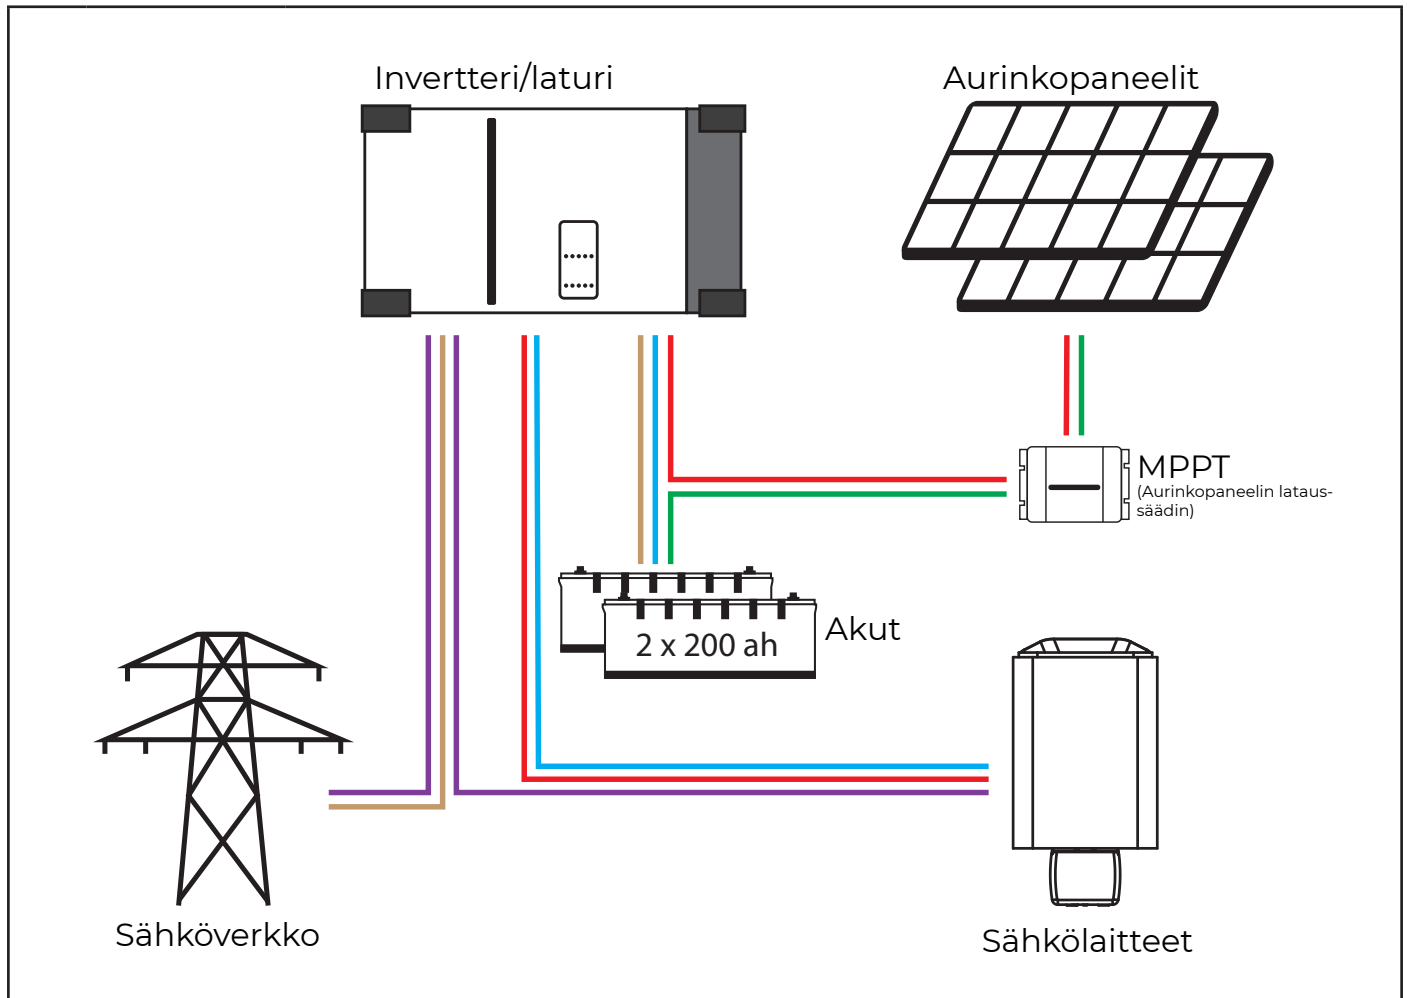 Invertteri/laturi
Aurinkopaneelit
MPPT
(Aurinkopaneelin lataus-
säädin)
Akut
2 x 200 ah
Sähköverkko
Sähkölaitteet